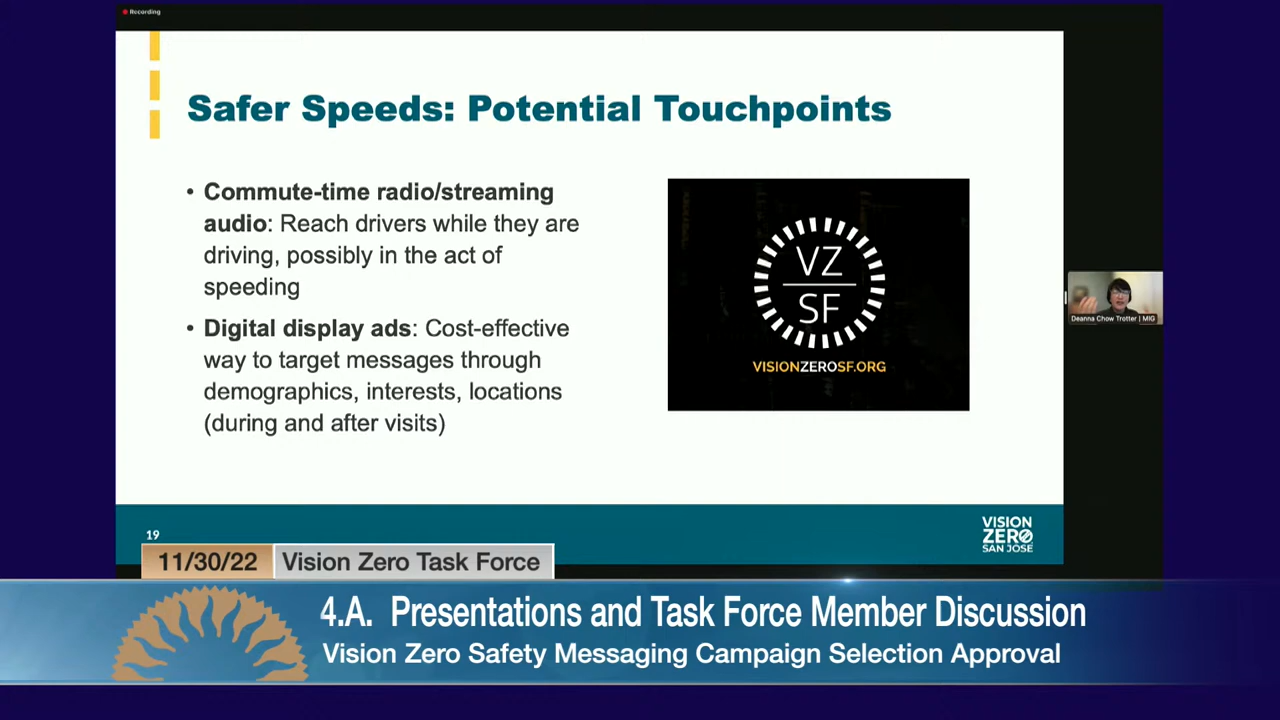 Recording
Safer Speeds: Potential Touchpoints
• Commute-time radio/streaming
audio: Reach drivers while they are
driving, possibly in the act of
speeding
• Digital display ads: Cost-effective
way to target messages through
demographics, interests, locations
(during and after visits)
VZ
SF
VISIONZEROSF.ORG
Deanna Chow Trotter | MIG
19
VISION
ZERO
SAN JOSE
11/30/22
Vision Zero Task Force
4.A. Presentations and Task Force Member Discussion
Vision Zero Safety Messaging Campaign Selection Approval